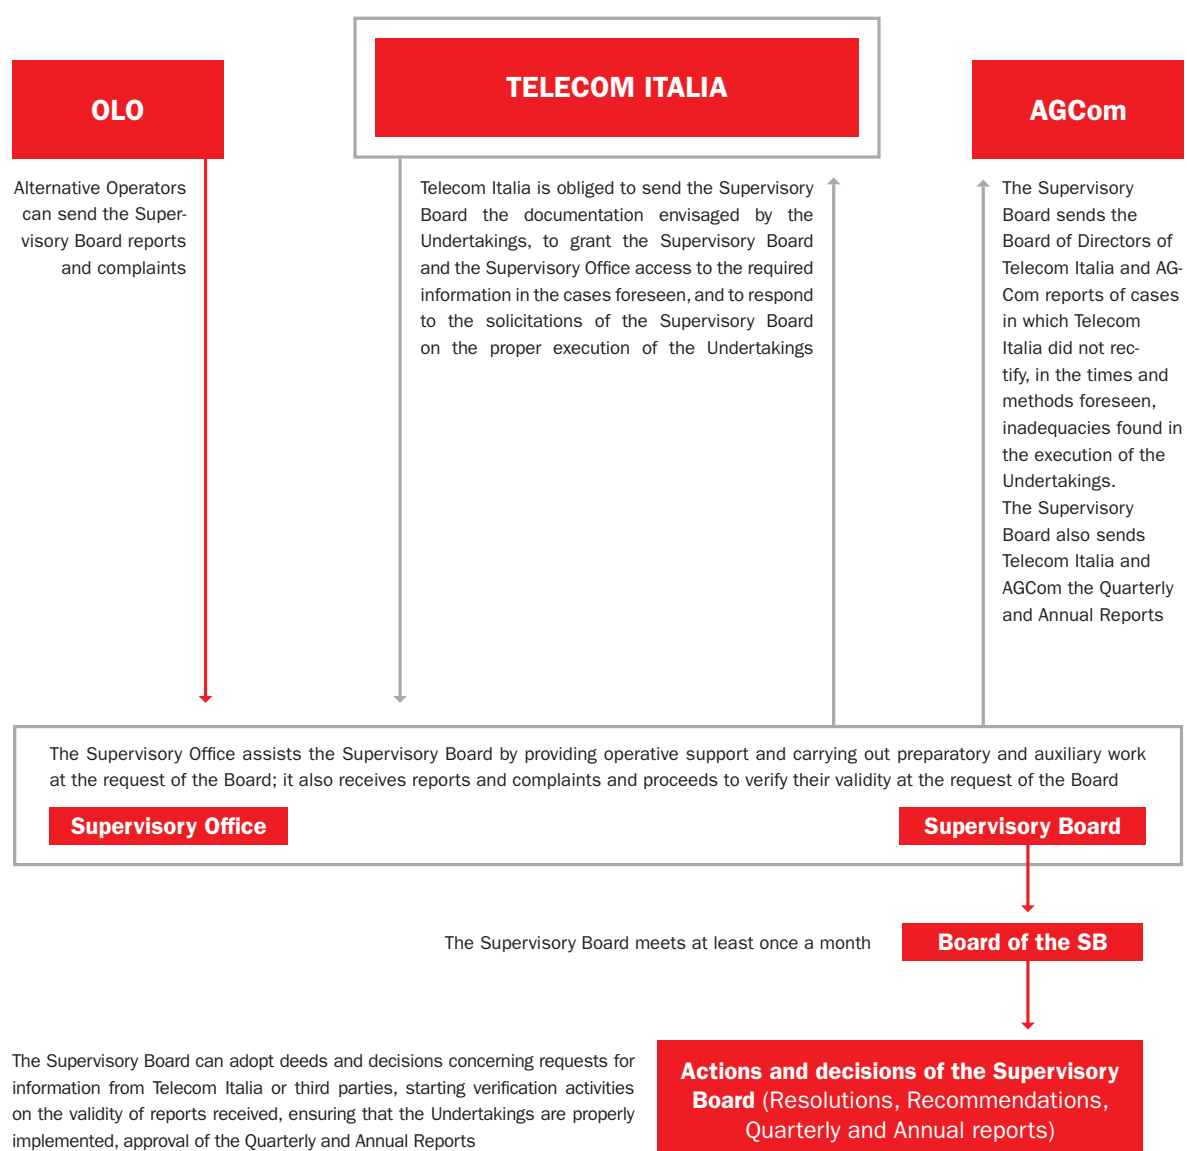 OLO
TELECOM ITALIA
AGCom
Alternative Operators
can send the Super-
visory Board reports
and complaints
Telecom Italia is obliged to send the Supervisory
Board the documentation envisaged by the
Undertakings, to grant the Supervisory Board
and the Supervisory Office access to the required
information in the cases foreseen, and to respond
to the solicitations of the Supervisory Board
on the proper execution of the Undertakings
The Supervisory
Board sends the
Board of Directors of
Telecom Italia and AG-
Com reports of cases
in which Telecom
Italia did not rec-
tify, in the times and
methods foreseen,
inadequacies found in
the execution of the
Undertakings.
The Supervisory
Board also sends
Telecom Italia and
AGCom the Quarterly
and Annual Reports
The Supervisory Office assists the Supervisory Board by providing operative support and carrying out preparatory and auxiliary work
at the request of the Board; it also receives reports and complaints and proceeds to verify their validity at the request of the Board
Supervisory Office
Supervisory Board
The Supervisory Board meets at least once a month
Board of the SB
The Supervisory Board can adopt deeds and decisions concerning requests for
information from Telecom Italia or third parties, starting verification activities
on the validity of reports received, ensuring that the Undertakings are properly
implemented, approval of the Quarterly and Annual Reports
Actions and decisions of the Supervisory
Board (Resolutions, Recommendations,
Quarterly and Annual reports)